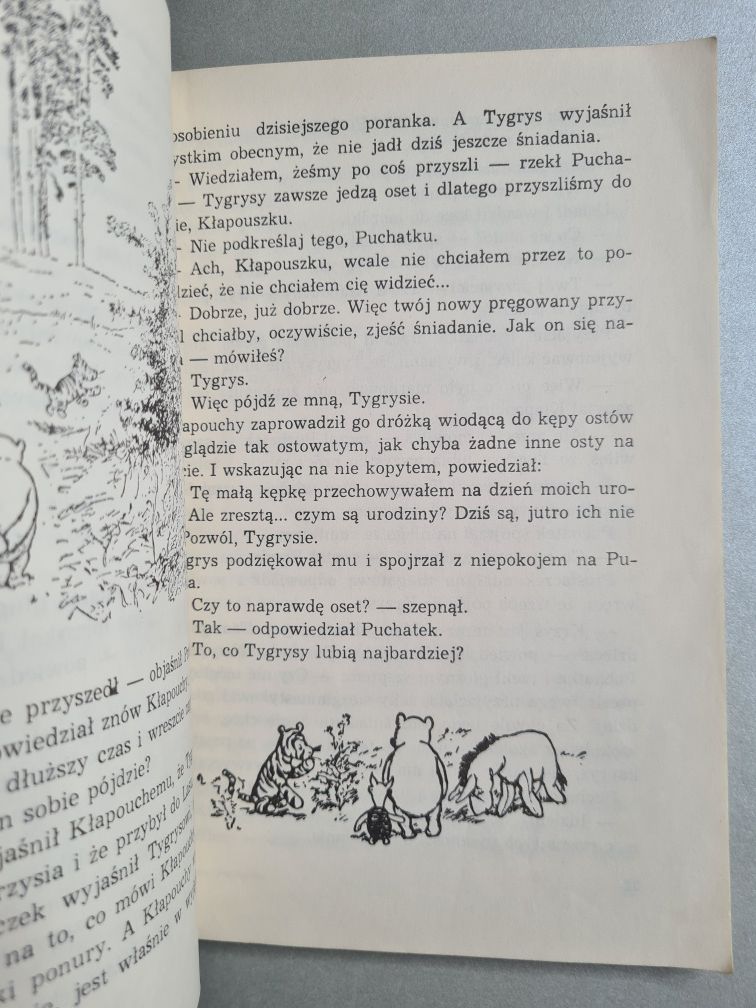 e przyszedł — objaśnił
owiedział znów Kłapouchy
dłuższy czas i wreszcie
n sobie pójdzie?
jaśnił Kłapouchemu, że
rzysia i że przybył do
czek wyjaśnił Tygrysowi
na to, co mówi Kłapouchy
ki ponury. A Kłapouchy
jest właśnie w
osobieniu dzisiejszego poranka. A Tygrys wyjaśnił
ystkim obecnym, że nie jadł dziś jeszcze śniadania.
- Wiedziałem, żeśmy po coś przyszli — rzekł Pucha-
— Tygrysy zawsze jedzą oset i dlatego przyszliśmy do
ie, Kłapouszku.
- Nie podkreślaj tego, Puchatku.
- Ach, Kłapouszku, wcale nie chciałem przez to po-
dzieć, że nie chciałem cię widzieć...
- Dobrze, już dobrze. Więc twój nowy pręgowany przy-
l chciałby, oczywiście, zjeść śniadanie. Jak on się na-
— mówiłeś?
Tygrys.
Więc pójdź ze mną, Tygrysie.
apouchy zaprowadził go dróżką wiodącą do kępy ostów
glądzie tak ostowatym, jak chyba żadne inne osty na
cie. I wskazując na nie kopytem, powiedział:
Tę małą kępkę przechowywałem na dzień moich uro-
Ale zresztą... czym są urodziny? Dziś są, jutro ich nie
Pozwól, Tygrysie.
grys podziękował mu i spojrzał z niepokojem na Pu-
a.
Czy to naprawdę oset? — szepnął.
Tak — odpowiedział Puchatek.
To, co Tygrysy lubią najbardziej?